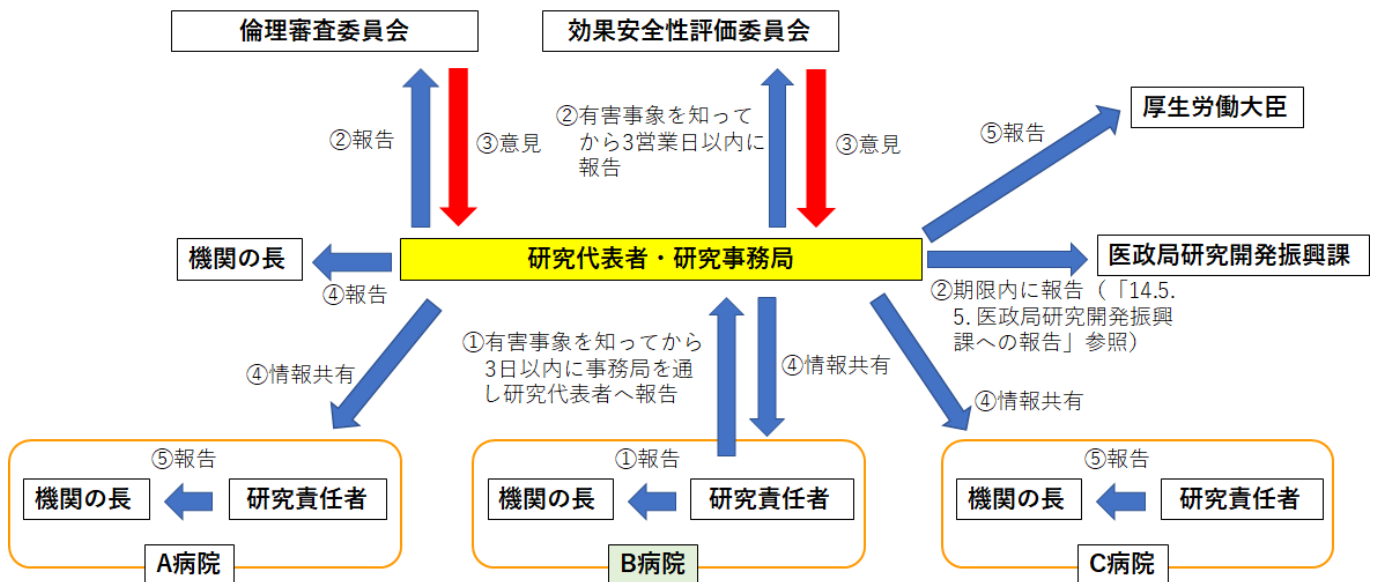 倫理審査委員会
効果安全性評価委員会
②報告
③意見
②有害事象を知って
から3営業日以内に
報告
③意見
⑤報告
厚生労働大臣
機関の長
④報告
研究代表者・研究事務局
医政局研究開発振興課
②期限内に報告（「14.5.
5. 医政局研究開発振興
課への報告」参照）
①有害事象を知ってから
3日以内に事務局を通
し研究代表者へ報告
④情報共有
④情報共有
④情報共有
⑤報告
機関の長
研究責任者
A病院
①報告
機関の長
研究責任者
B病院
⑤報告
機関の長
研究責任者
C病院